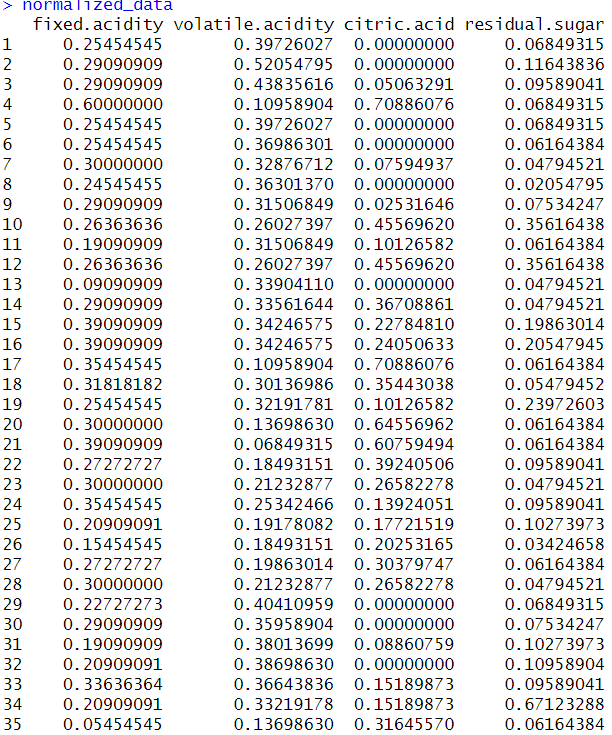 > normalized_data
fixed.acidity volatile.acidity citric.acid residual.sugar
1 0.25454545 0.39726027 0.00000000 0.06849315
2 0.29090909 0.52054795 0.00000000 0.11643836
3 0.29090909 0.43835616 0.05063291 0.09589041
4 0.60000000 0.10958904 0.70886076 0.06849315
5 0.25454545 0.39726027 0.00000000 0.06849315
6 0.25454545 0.36986301 0.00000000 0.06164384
7 0.30000000 0.32876712 0.07594937 0.04794521
8 0.24545455 0.36301370 0.00000000 0.02054795
9 0.29090909 0.31506849 0.02531646 0.07534247
10 0.26363636 0.26027397 0.45569620 0.35616438
11 0.19090909 0.31506849 0.10126582 0.06164384
12 0.26363636 0.26027397 0.45569620 0.35616438
13 0.09090909 0.33904110 0.00000000 0.04794521
14 0.29090909 0.33561644 0.36708861 0.04794521
15 0.39090909 0.34246575 0.22784810 0.19863014
16 0.39090909 0.34246575 0.24050633 0.20547945
17 0.35454545 0.10958904 0.70886076 0.06164384
18 0.31818182 0.30136986 0.35443038 0.05479452
19 0.25454545 0.32191781 0.10126582 0.23972603
20 0.30000000 0.13698630 0.64556962 0.06164384
21 0.39090909 0.06849315 0.60759494 0.06164384
22 0.27272727 0.18493151 0.39240506 0.09589041
23 0.30000000 0.21232877 0.26582278 0.04794521
24 0.35454545 0.25342466 0.13924051 0.09589041
25 0.20909091 0.19178082 0.17721519 0.10273973
26 0.15454545 0.18493151 0.20253165 0.03424658
27 0.27272727 0.19863014 0.30379747 0.06164384
28 0.30000000 0.21232877 0.26582278 0.04794521
29 0.22727273 0.40410959 0.00000000 0.06849315
30 0.29090909 0.35958904 0.00000000 0.07534247
31 0.19090909 0.38013699 0.08860759 0.10273973
32 0.20909091 0.38698630 0.00000000 0.10958904
33 0.33636364 0.36643836 0.15189873 0.09589041
34 0.20909091 0.33219178 0.15189873 0.67123288
35 0.05454545 0.13698630 0.31645570 0.06164384